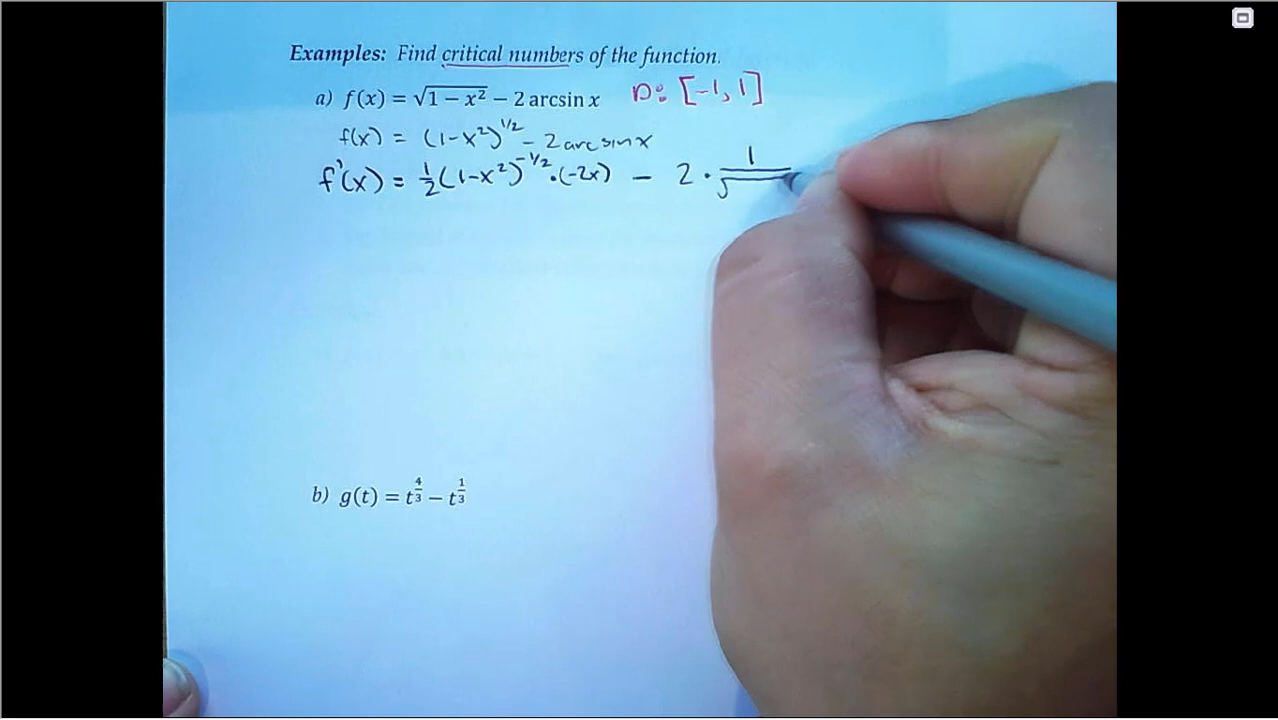 Examples: Find critical numbers of the function.
a) f(x) = √(1 − x²) − 2 arcsin x D: [-1, 1]
f(x) = (1-x²)^1/2 - 2 arcsin x
f'(x) = 1/2 (1-x²)^-1/2 · (-2x) - 2 · 1/√
b) g(t) = t^4/3 − t^1/3